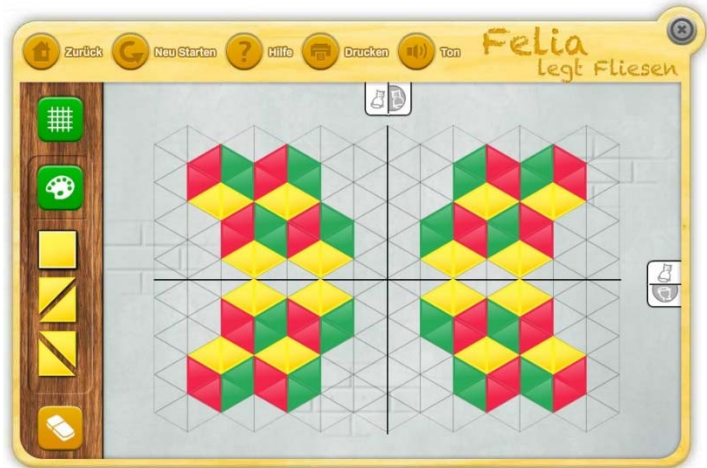 Felia
legt Fliesen
Zurück
Neu Starten
Hilfe
Drucken
Ton